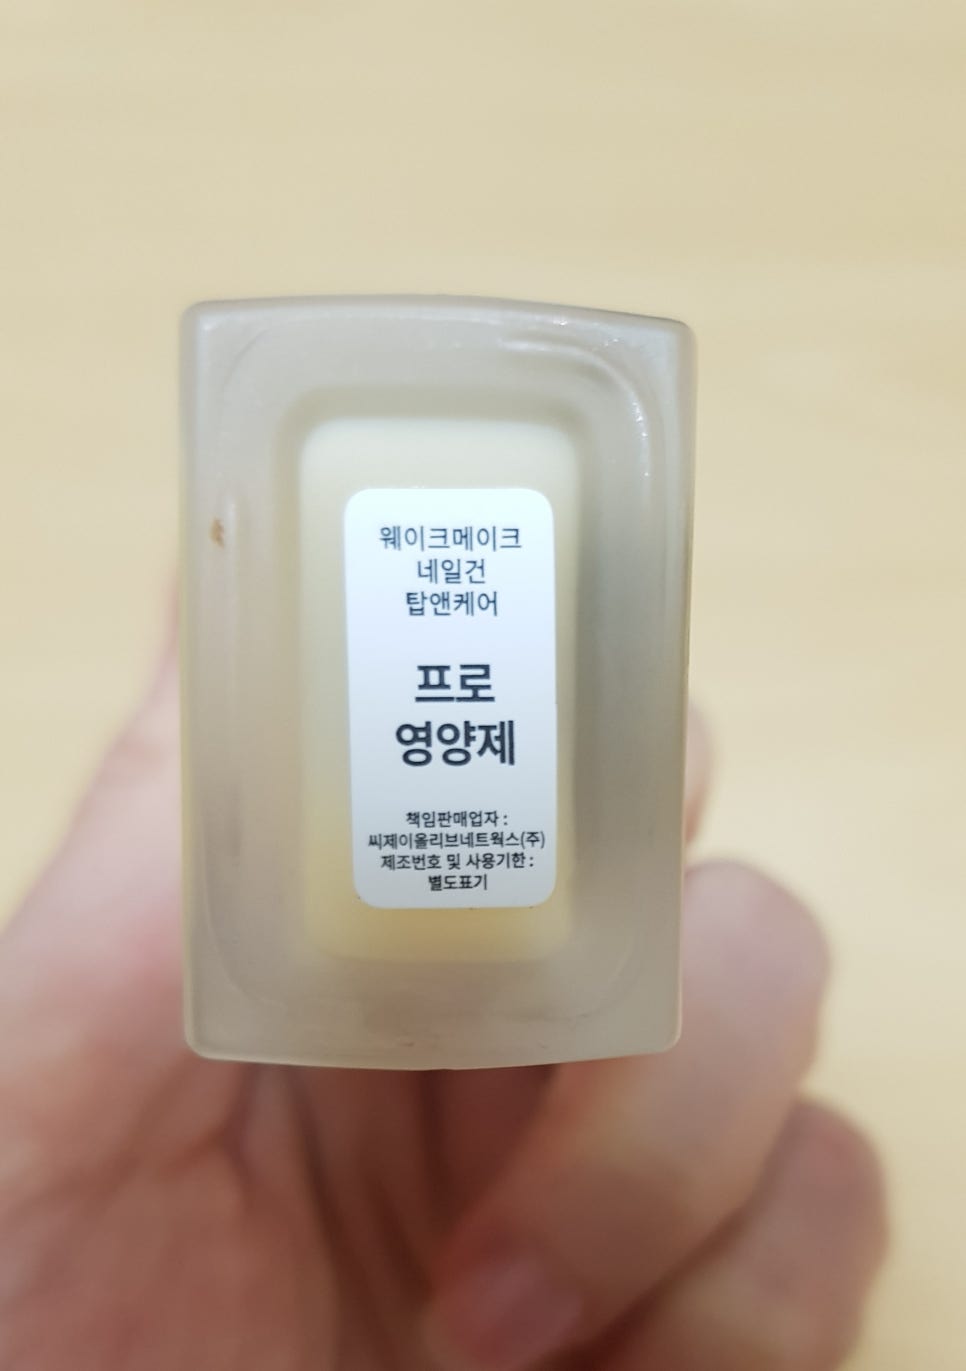 웨이크메이크
네일건
탑앤케어
프로
영양제
책임판매업자 :
씨제이올리브네트웍스(주)
제조번호 및 사용기한 :
별도표기